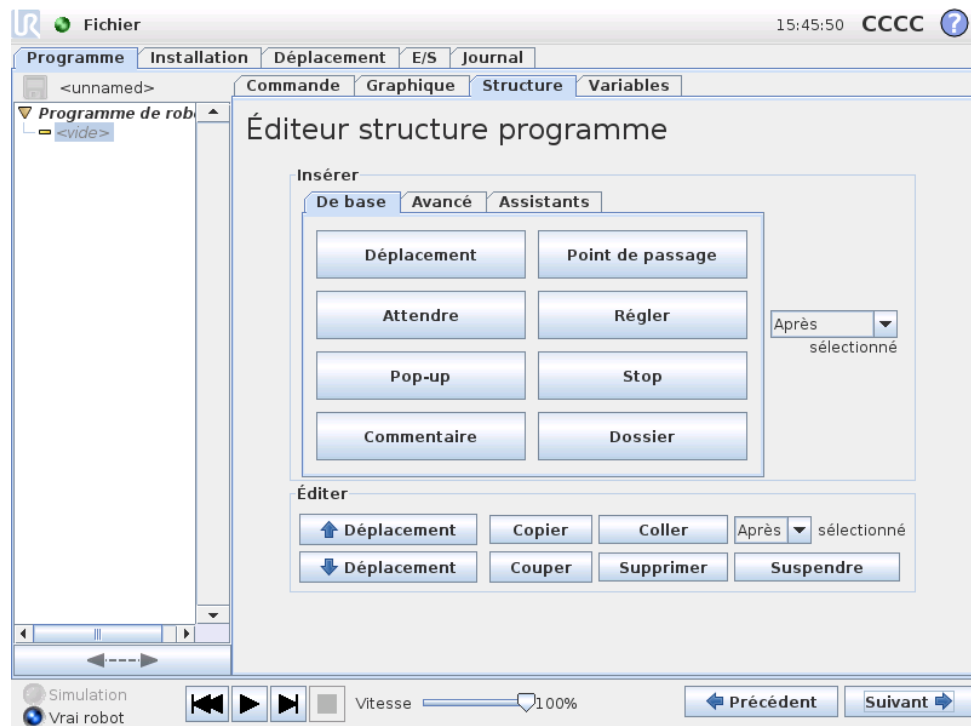 UR Fichier 15:45:50 CCCC ?
Programme Installation Déplacement E/S Journal
<unnamed> Commande Graphique Structure Variables
Programme de rob
<vide>
Éditeur structure programme
Insérer
De base Avancé Assistants
Déplacement Point de passage
Attendre Régler
Après
sélectionné
Pop-up Stop
Commentaire Dossier
Éditer
Déplacement Copier Coller Après sélectionné
Déplacement Couper Supprimer Suspendre
Simulation
Vrai robot
Vitesse 100% Précédent Suivant